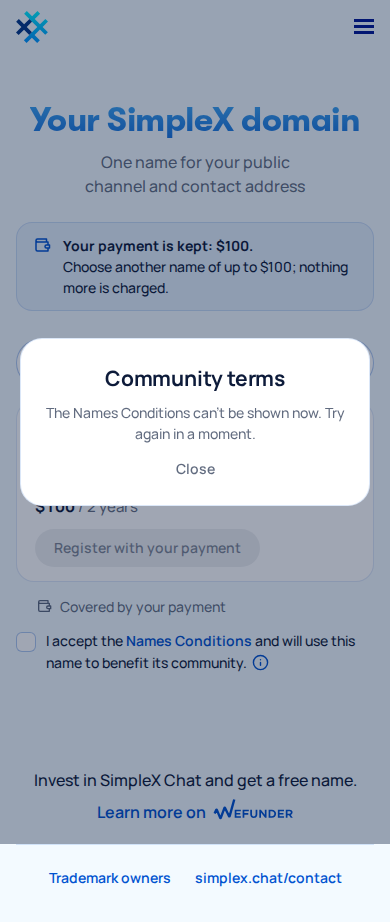 Your SimpleX domain
One name for your public
channel and contact address
Your payment is kept: $100.
Choose another name of up to $100; nothing
more is charged.
Community terms
The Names Conditions can't be shown now. Try
again in a moment.
Close
$100 / 2 years
Register with your payment
Covered by your payment
I accept the Names Conditions and will use this
name to benefit its community.
Invest in SimpleX Chat and get a free name.
Learn more on WEFUNDER
Trademark owners simplex.chat/contact